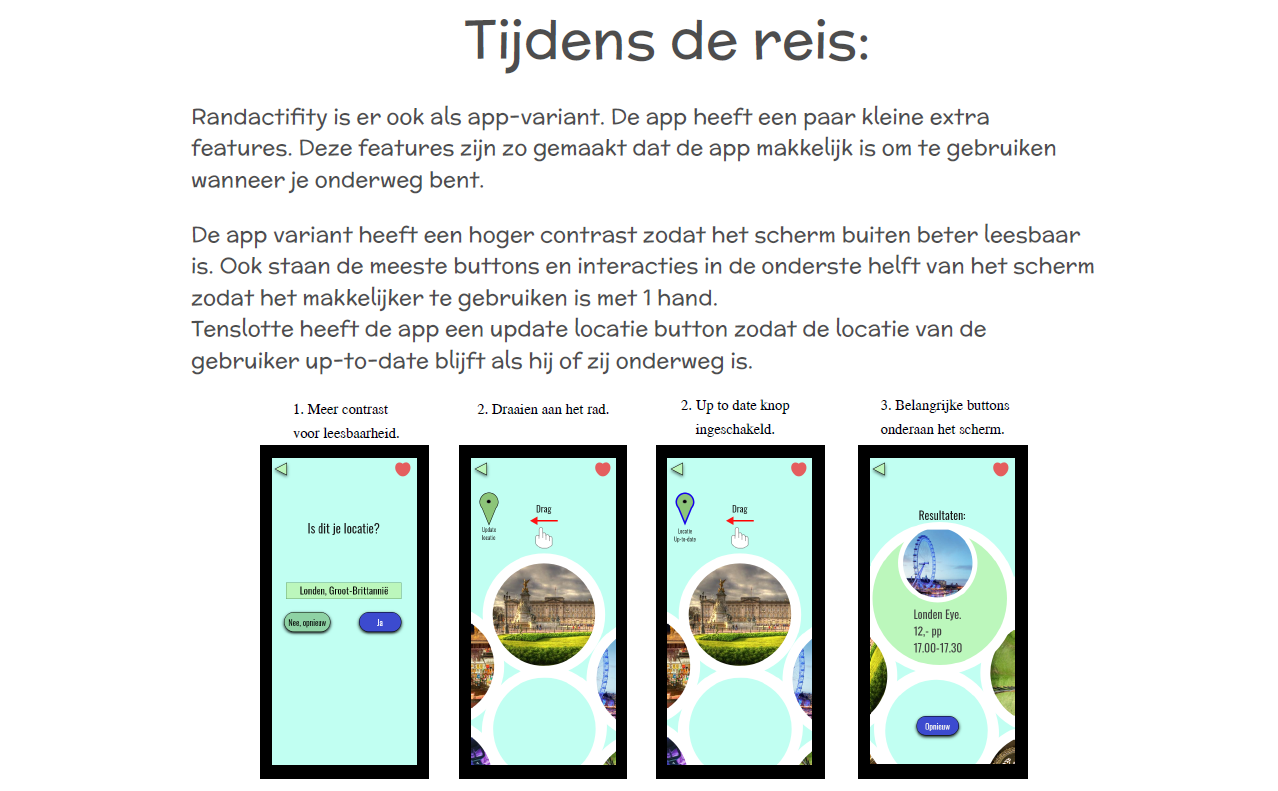 Tijdens de reis:
Randactifity is er ook als app-variant. De app heeft een paar kleine extra
features. Deze features zijn zo gemaakt dat de app makkelijk is om te gebruiken
wanneer je onderweg bent.
De app variant heeft een hoger contrast zodat het scherm buiten beter leesbaar
is. Ook staan de meeste buttons en interacties in de onderste helft van het scherm
zodat het makkelijker te gebruiken is met 1 hand.
Tenslotte heeft de app een update locatie button zodat de locatie van de
gebruiker up-to-date blijft als hij of zij onderweg is.
1. Meer contrast
voor leesbaarheid.
Is dit je locatie?
Londen, Groot-Brittannië
Nee, opnieuw
Ja
2. Draaien aan het rad.
Drag
Update
locatie
2. Up to date knop
ingeschakeld.
Drag
Locatie
Up-to-date
3. Belangrijke buttons
onderaan het scherm.
Resultaten:
Londen Eye.
12,- pp
17.00-17.30
Opnieuw